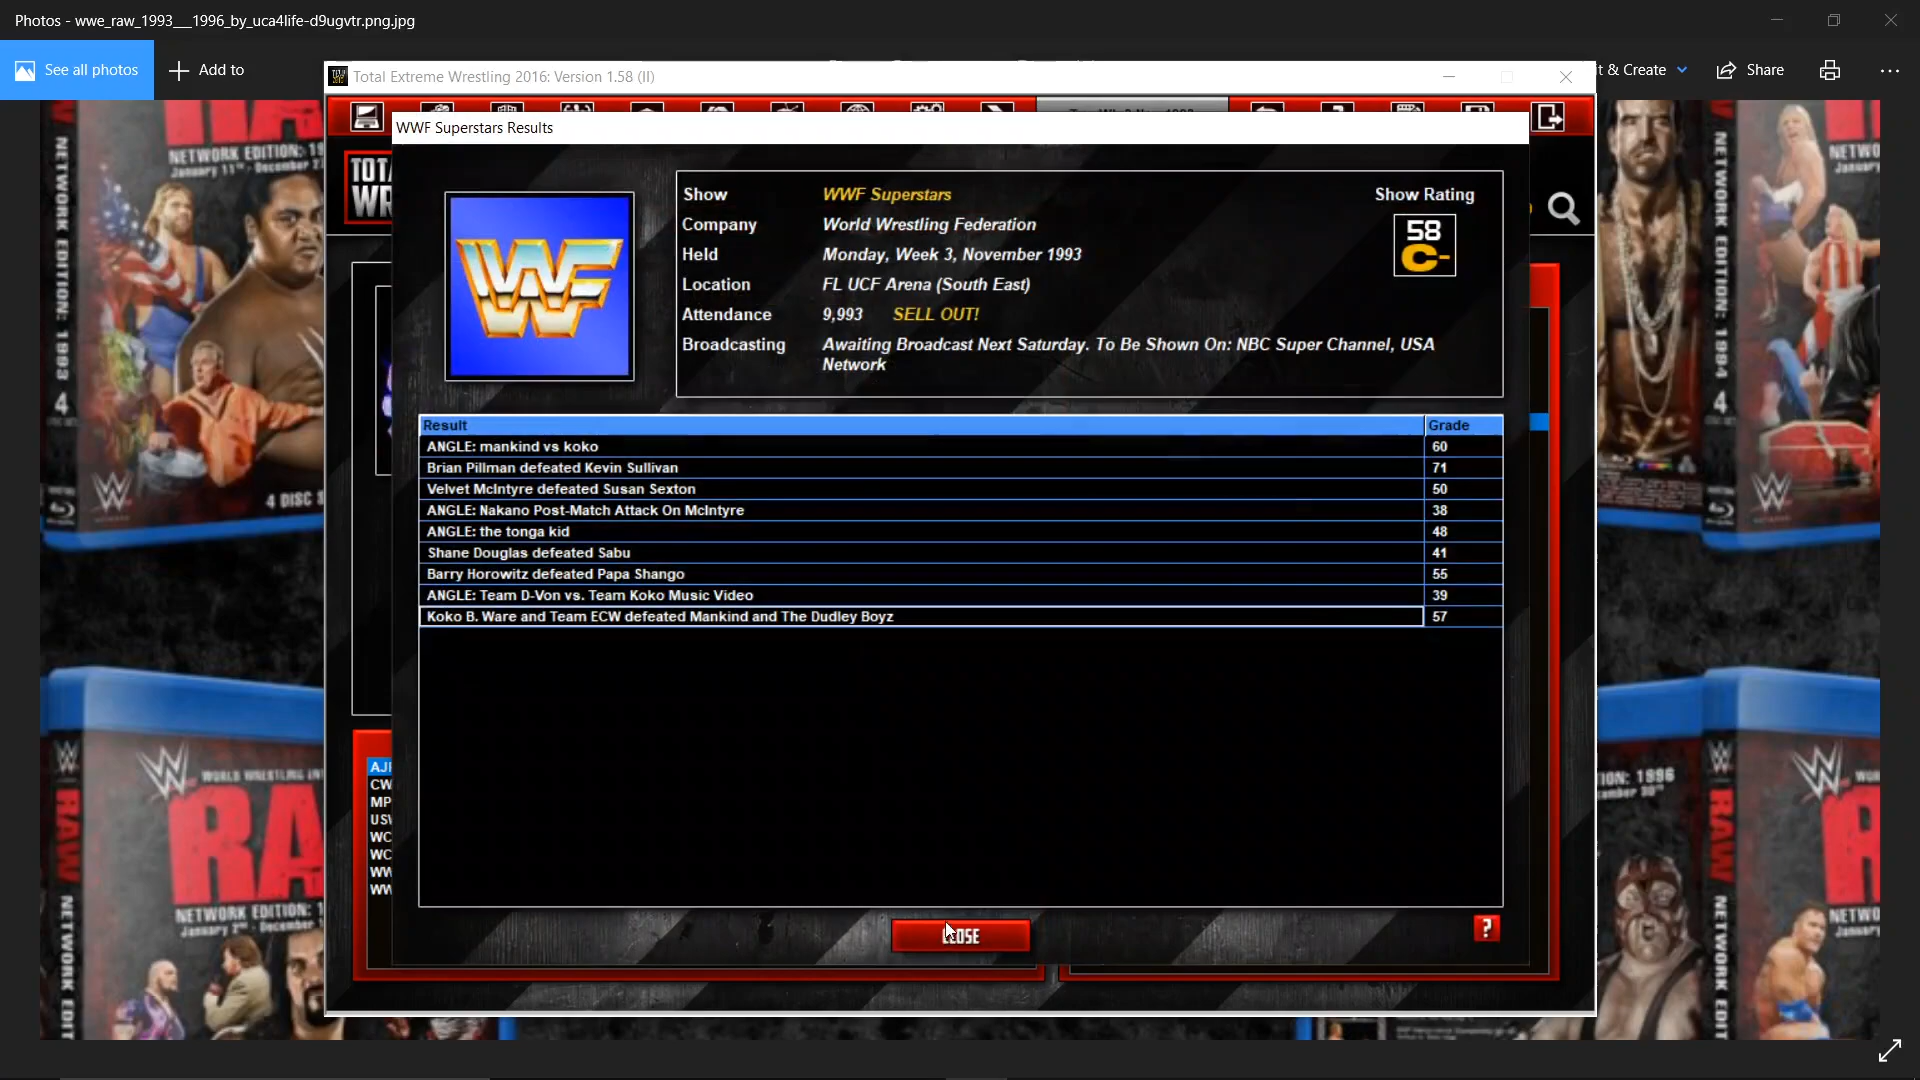 Photos - wwe_raw_1993___1996_by_uca4life-d9ugvtr.png.jpg
See all photos
Add to
t & Create
Share
Total Extreme Wrestling 2016: Version 1.58 (II)
WWF Superstars Results
Show WWF Superstars Show Rating
Company World Wrestling Federation 58
Held Monday, Week 3, November 1993 C-
Location FL UCF Arena (South East)
Attendance 9,993 SELL OUT!
Broadcasting Awaiting Broadcast Next Saturday. To Be Shown On: NBC Super Channel, USA
Network
Result Grade
ANGLE: mankind vs koko 60
Brian Pillman defeated Kevin Sullivan 71
Velvet McIntyre defeated Susan Sexton 50
ANGLE: Nakano Post-Match Attack On McIntyre 38
ANGLE: the tonga kid 48
Shane Douglas defeated Sabu 41
Barry Horowitz defeated Papa Shango 55
ANGLE: Team D-Von vs. Team Koko Music Video 39
Koko B. Ware and Team ECW defeated Mankind and The Dudley Boyz 57
CLOSE
?
WWF
NETWORK EDITION: 1993
4
4 DISC
NETWORK EDITION: 1994
4
RAW
NETWORK EDITION:
RA
RAW